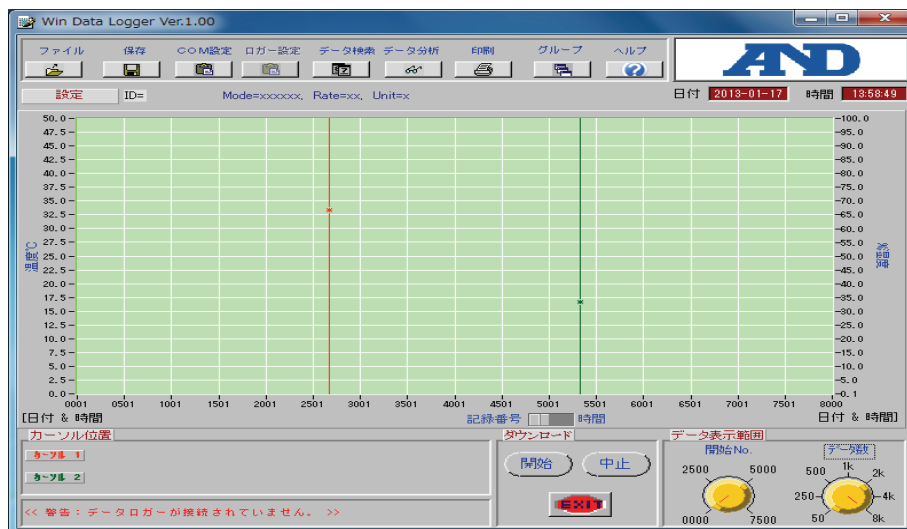 Win Data Logger Ver.1.00
ファイル 保存 COM設定 ロガー設定 データ検索 データ分析 印刷 グループ ヘルプ
AND
設定 ID= Mode=xxxxxx, Rate=xx, Unit=x 日付 2013-01-17 時間 13:58:49
50.0 100.0
47.5 95.0
45.0 90.0
42.5 85.0
40.0 80.0
37.5 75.0
35.0 70.0
32.5 65.0
30.0 60.0
27.5 55.0
25.0 50.0
22.5 45.0
20.0 40.0
17.5 35.0
15.0 30.0
12.5 25.0
10.0 20.0
7.5 15.0
5.0 10.0
2.5 5.0
0.0 0.1
温度℃
湿度%
0001 0501 1001 1501 2001 2501 3001 3501 4001 4501 5001 5501 6001 6501 7001 7501 8000
[日付 & 時間 記録番号 時間 日付 & 時間]
カーソル位置
カーソル 1
カーソル 2
<< 警告：データロガーが接続されていません。 >>
ダウンロード
開始 中止
EXIT
データ表示範囲
開始No. データ数
2500 5000
0000 7500
500 1k 2k
250 4k
50 8k